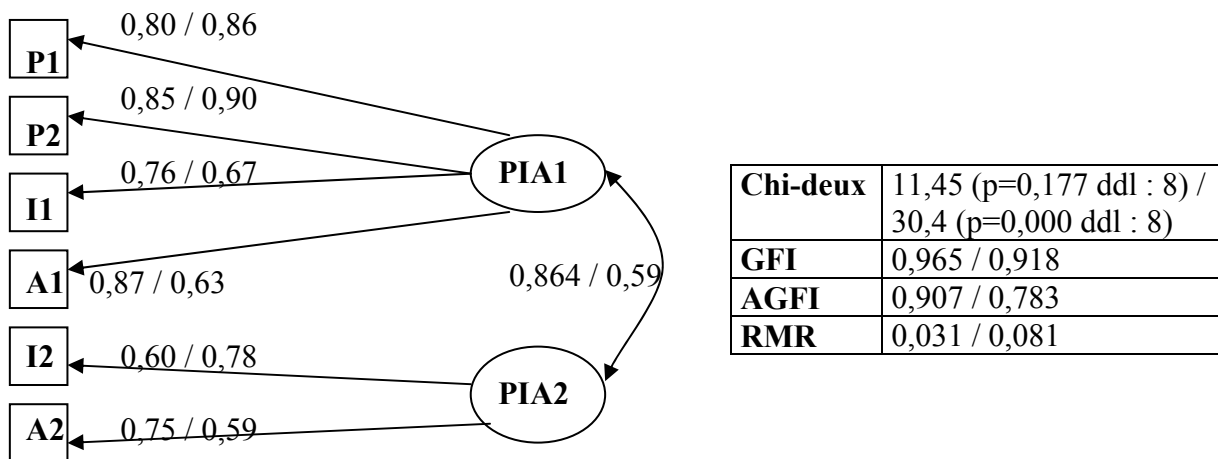 0,80 / 0,86
P1
0,85 / 0,90
P2
0,76 / 0,67
PIA1
I1
A1
0,87 / 0,63
0,864 / 0,59
I2
0,60 / 0,78
PIA2
A2
0,75 / 0,59
Chi-deux 11,45 (p=0,177 ddl : 8) /
30,4 (p=0,000 ddl : 8)
GFI 0,965 / 0,918
AGFI 0,907 / 0,783
RMR 0,031 / 0,081